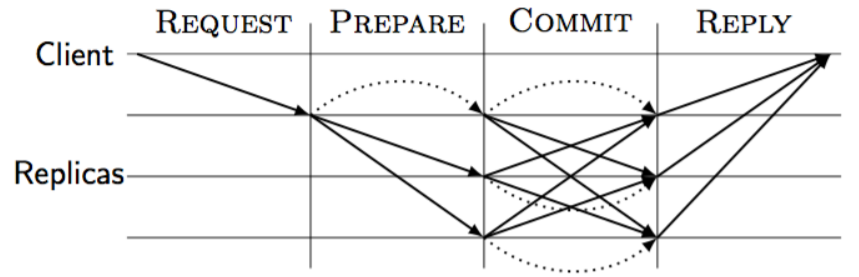 REQUEST PREPARE COMMIT REPLY
Client
Replicas